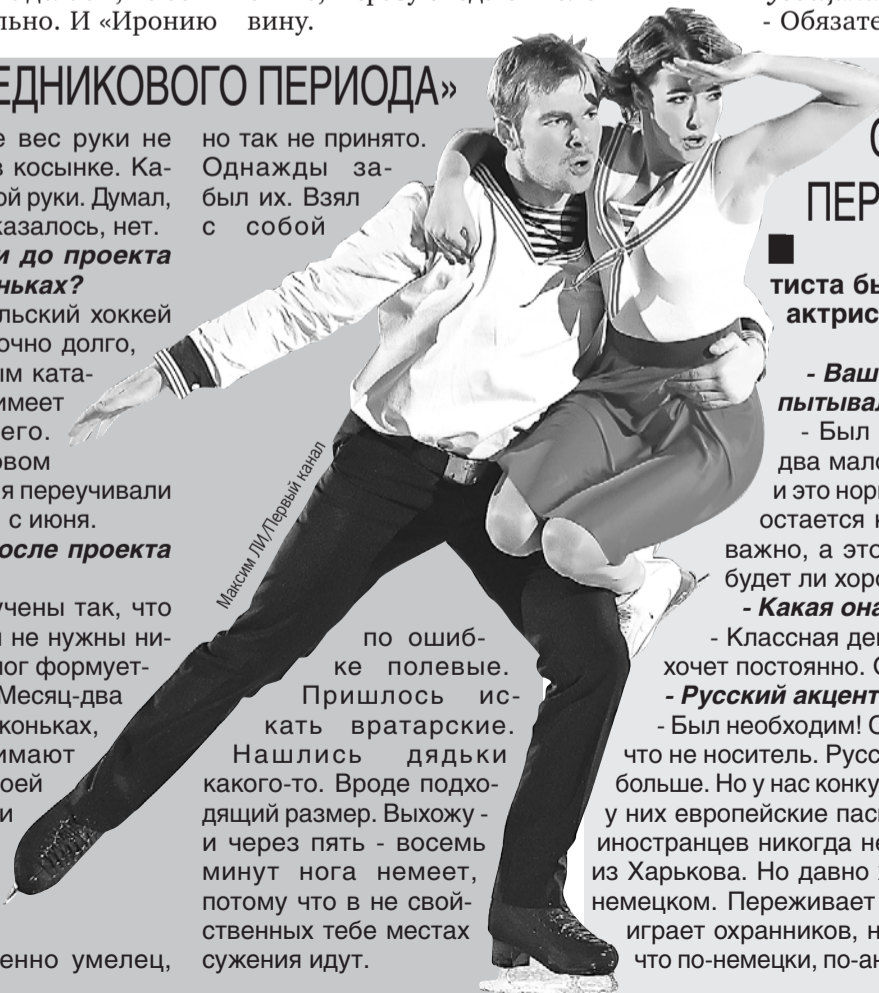 льно. И «Иронию
вину.
- Обязате
ЕДНИКОВОГО ПЕРИОДА»
е вес руки не
в косынке. Ка-
ой руки. Думал,
казалось, нет.
и до проекта
ньках?
льский хоккей
очно долго,
ым ката-
имеет
его.
овом
я переучивали
с июня.
осле проекта
учены так, что
и не нужны ни-
ног формует-
Месяц-два
коньках,
имают
оей
и
енно умелец,
но так не принято.
Однажды за-
был их. Взял
с собой
по ошиб-
ке полевые.
Пришлось ис-
кать вратарские.
Нашлись дядьки
какого-то. Вроде подхо-
дящий размер. Выхожу -
и через пять - восемь
минут нога немеет,
потому что в не свой-
ственных тебе местах
сужения идут.
Максим ЛИ/Первый канал
ПЕР
тиста бы
актрис
- Ваш
пытывал
- Был
два мало
и это норм
остается н
важно, а это
будет ли хоро
- Какая она
- Классная де
хочет постоянно. С
- Русский акцент
- Был необходим! С
что не носитель. Русс
больше. Но у нас конку
у них европейские пас
иностранцев никогда не
из Харькова. Но давно
немецком. Переживает
играет охранников, н
что по-немецки, по-ан